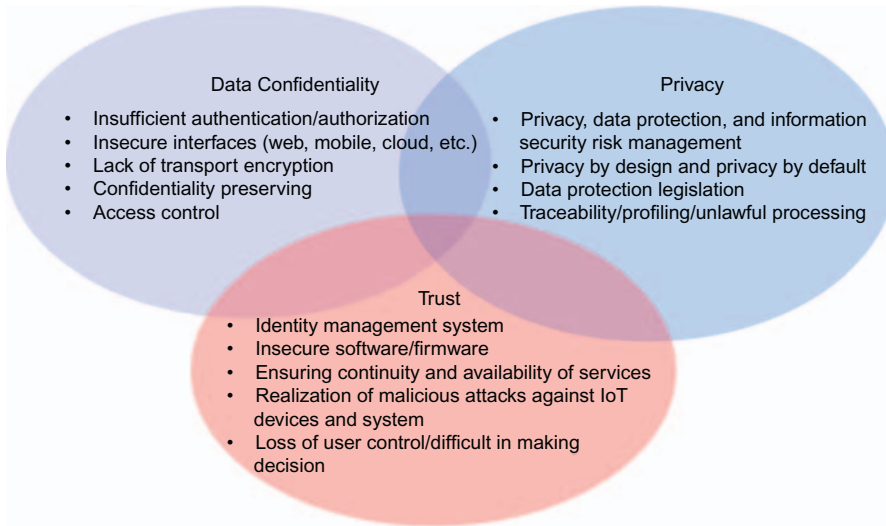 Data Confidentiality
• Insufficient authentication/authorization
• Insecure interfaces (web, mobile, cloud, etc.)
• Lack of transport encryption
• Confidentiality preserving
• Access control
Privacy
• Privacy, data protection, and information
security risk management
• Privacy by design and privacy by default
• Data protection legislation
• Traceability/profiling/unlawful processing
Trust
• Identity management system
• Insecure software/firmware
• Ensuring continuity and availability of services
• Realization of malicious attacks against IoT
devices and system
• Loss of user control/difficult in making
decision